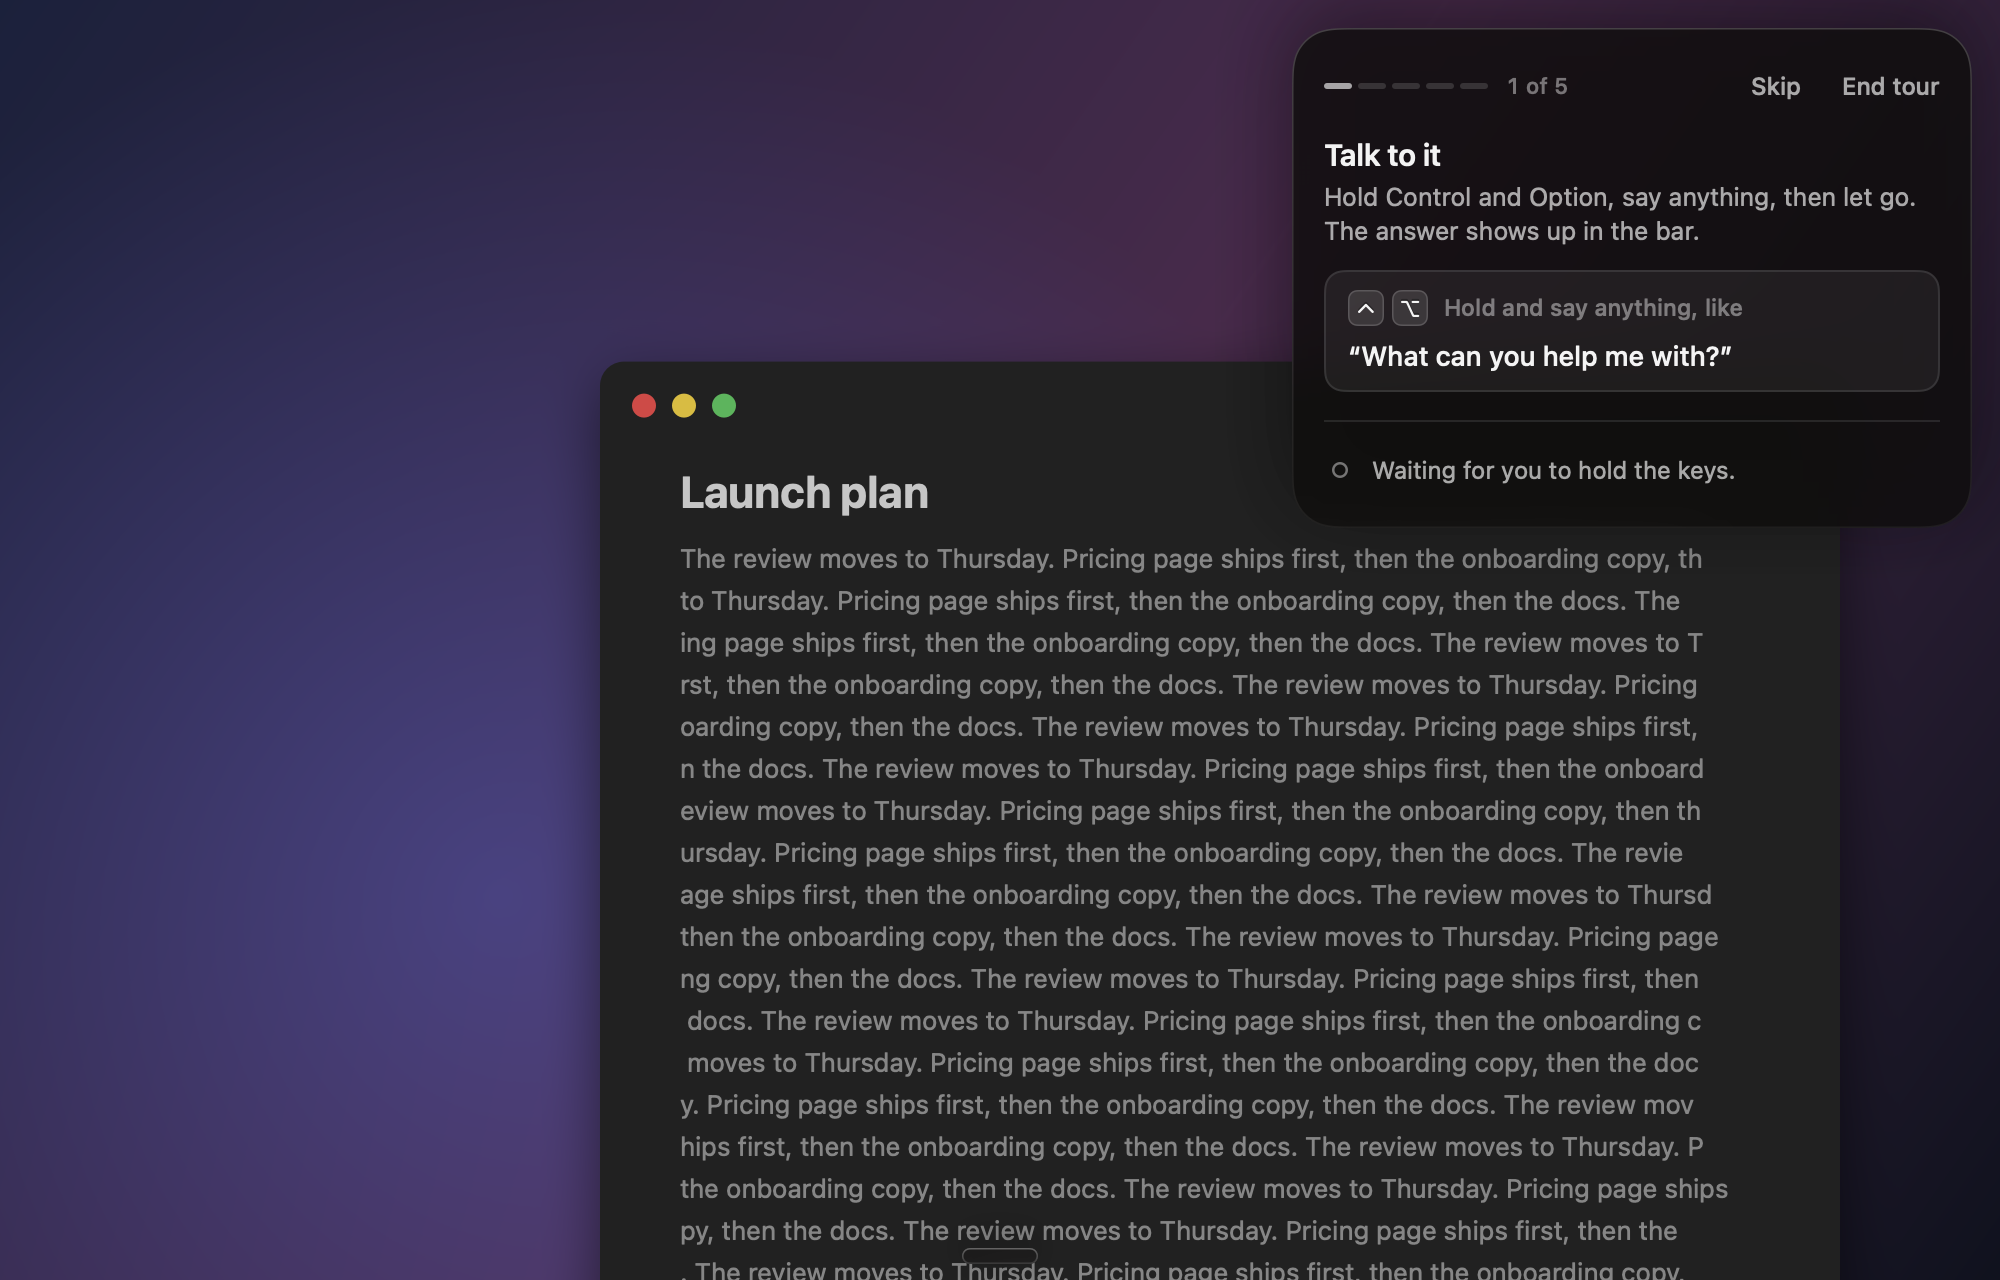 1 of 5
Skip
End tour
Talk to it
Hold Control and Option, say anything, then let go.
The answer shows up in the bar.
Hold and say anything, like
“What can you help me with?”
Waiting for you to hold the keys.
Launch plan
The review moves to Thursday. Pricing page ships first, then the onboarding copy, th
to Thursday. Pricing page ships first, then the onboarding copy, then the docs. The
ing page ships first, then the onboarding copy, then the docs. The review moves to T
rst, then the onboarding copy, then the docs. The review moves to Thursday. Pricing
oarding copy, then the docs. The review moves to Thursday. Pricing page ships first,
n the docs. The review moves to Thursday. Pricing page ships first, then the onboard
eview moves to Thursday. Pricing page ships first, then the onboarding copy, then th
ursday. Pricing page ships first, then the onboarding copy, then the docs. The revie
age ships first, then the onboarding copy, then the docs. The review moves to Thursd
then the onboarding copy, then the docs. The review moves to Thursday. Pricing page
ng copy, then the docs. The review moves to Thursday. Pricing page ships first, then
docs. The review moves to Thursday. Pricing page ships first, then the onboarding c
moves to Thursday. Pricing page ships first, then the onboarding copy, then the doc
y. Pricing page ships first, then the onboarding copy, then the docs. The review mov
hips first, then the onboarding copy, then the docs. The review moves to Thursday. P
the onboarding copy, then the docs. The review moves to Thursday. Pricing page ships
py, then the docs. The review moves to Thursday. Pricing page ships first, then the
. The review moves to Thursday. Pricing page ships first, then the onboarding copy,